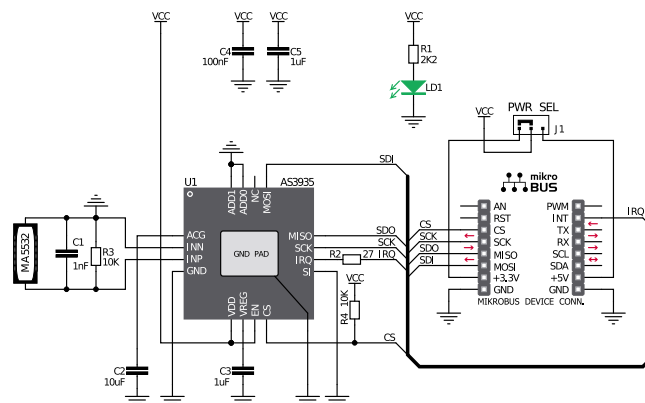 VCC VCC VCC VCC
C4
100nF
C5
1uF
R1
2K2
LD1
PWR SEL
VCC
J1
mikro
BUS
SDI
U1 AS3935
ADD1
ADD0
NC
MOSI
ACG
INN
INP
GND
GND PAD
MISO
SCK
IRQ
SI
VDD
VREG
EN
CS
MA5532
C1
1nF
R3
10K
SDO
SCK
R2 27 IRQ
VCC
R4 10K
CS
C2
10uF
C3
1uF
CS
SCK
SDO
SDI
AN
RST
CS
SCK
MISO
MOSI
+3.3V
GND
PWM
INT
TX
RX
SCL
SDA
+5V
GND
IRQ
MIKROBUS DEVICE CONN.